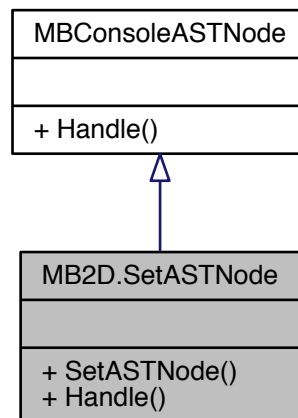 MBConsoleASTNode
+ Handle()
MB2D.SetASTNode
+ SetASTNode()
+ Handle()